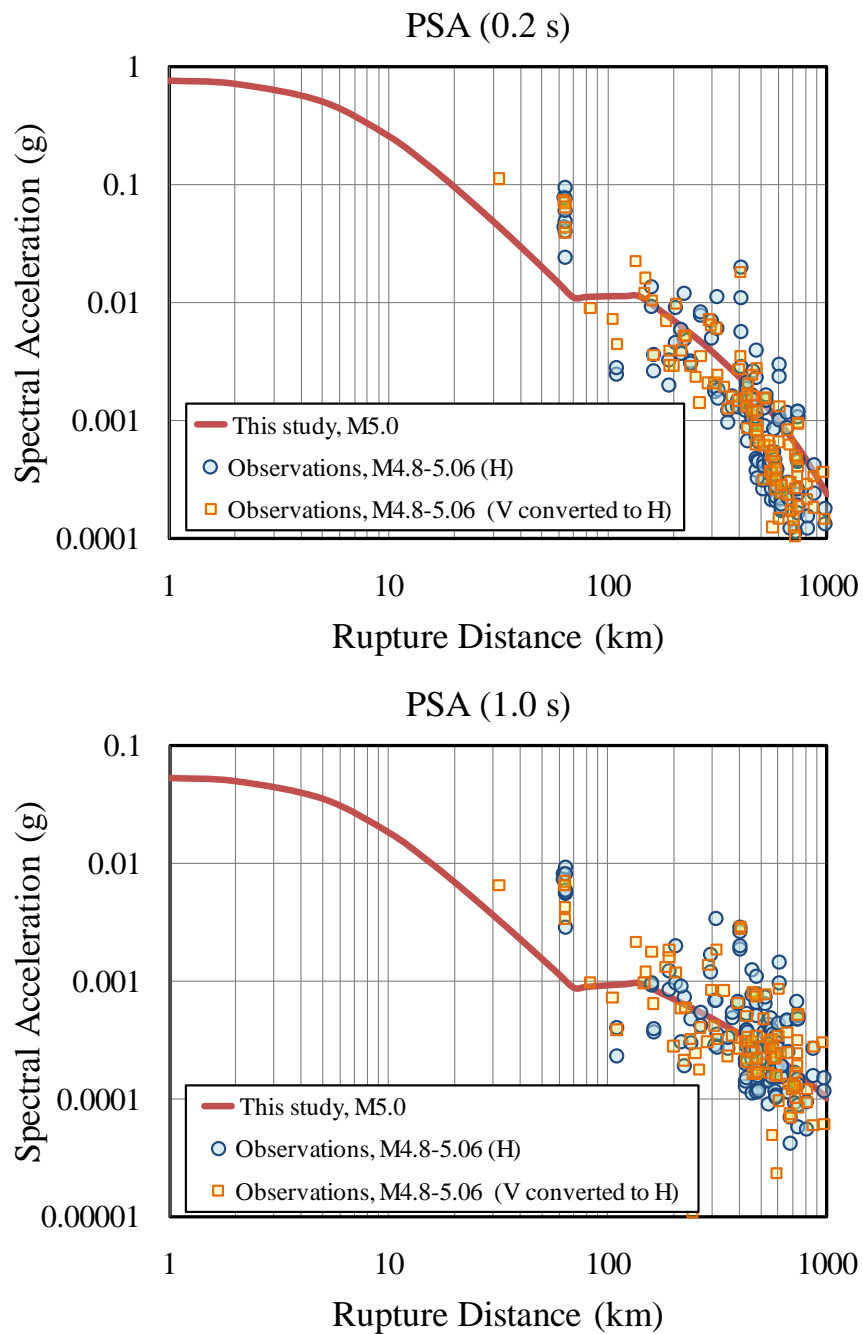 PSA (0.2 s)
1
0.1
0.01
0.001
0.0001
Spectral Acceleration (g)
This study, M5.0
Observations, M4.8-5.06 (H)
Observations, M4.8-5.06 (V converted to H)
1 10 100 1000
Rupture Distance (km)
PSA (1.0 s)
0.1
0.01
0.001
0.0001
0.00001
Spectral Acceleration (g)
This study, M5.0
Observations, M4.8-5.06 (H)
Observations, M4.8-5.06 (V converted to H)
1 10 100 1000
Rupture Distance (km)